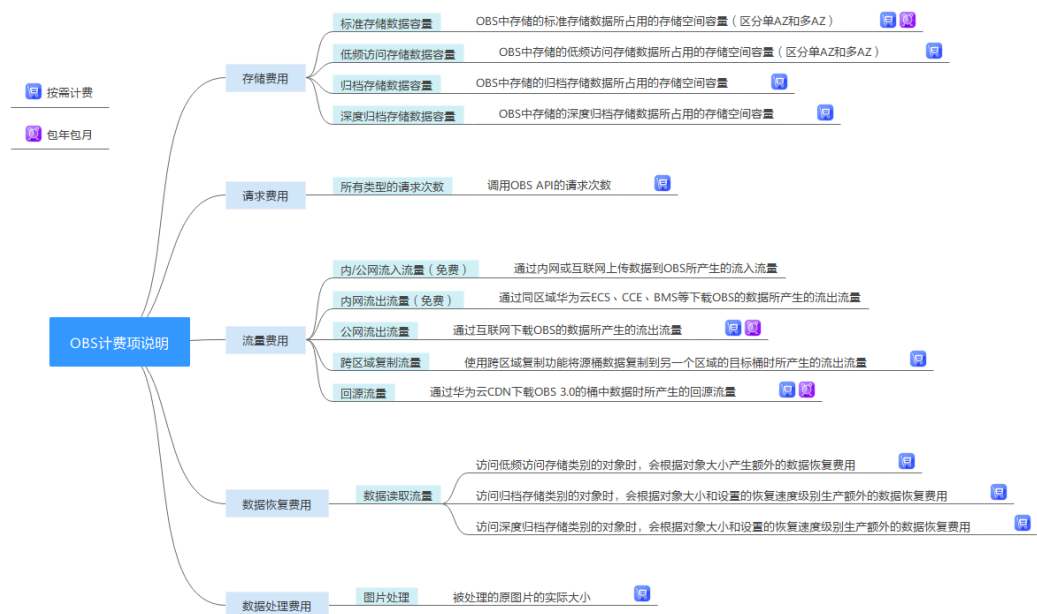 按需计费
包年包月
OBS计费项说明
存储费用
标准存储数据容量
OBS中存储的标准存储数据所占用的存储空间容量（区分单AZ和多AZ）
低频访问存储数据容量
OBS中存储的低频访问存储数据所占用的存储空间容量（区分单AZ和多AZ）
归档存储数据容量
OBS中存储的归档存储数据所占用的存储空间容量
深度归档存储数据容量
OBS中存储的深度归档存储数据所占用的存储空间容量
请求费用
所有类型的请求次数
调用OBS API的请求次数
流量费用
内/公网流入流量（免费）
通过内网或互联网上传数据到OBS所产生的流入流量
内网流出流量（免费）
通过同区域华为云ECS、CCE、BMS等下载OBS的数据所产生的流出流量
公网流出流量
通过互联网下载OBS的数据所产生的流出流量
跨区域复制流量
使用跨区域复制功能将源桶数据复制到另一个区域的目标桶时所产生的流出流量
回源流量
通过华为云CDN下载OBS 3.0的桶中数据时所产生的回源流量
数据恢复费用
数据读取流量
访问低频访问存储类别的对象时，会根据对象大小产生额外的数据恢复费用
访问归档存储类别的对象时，会根据对象大小和设置的恢复速度级别生产额外的数据恢复费用
访问深度归档存储类别的对象时，会根据对象大小和设置的恢复速度级别生产额外的数据恢复费用
数据处理费用
图片处理
被处理的原图片的实际大小